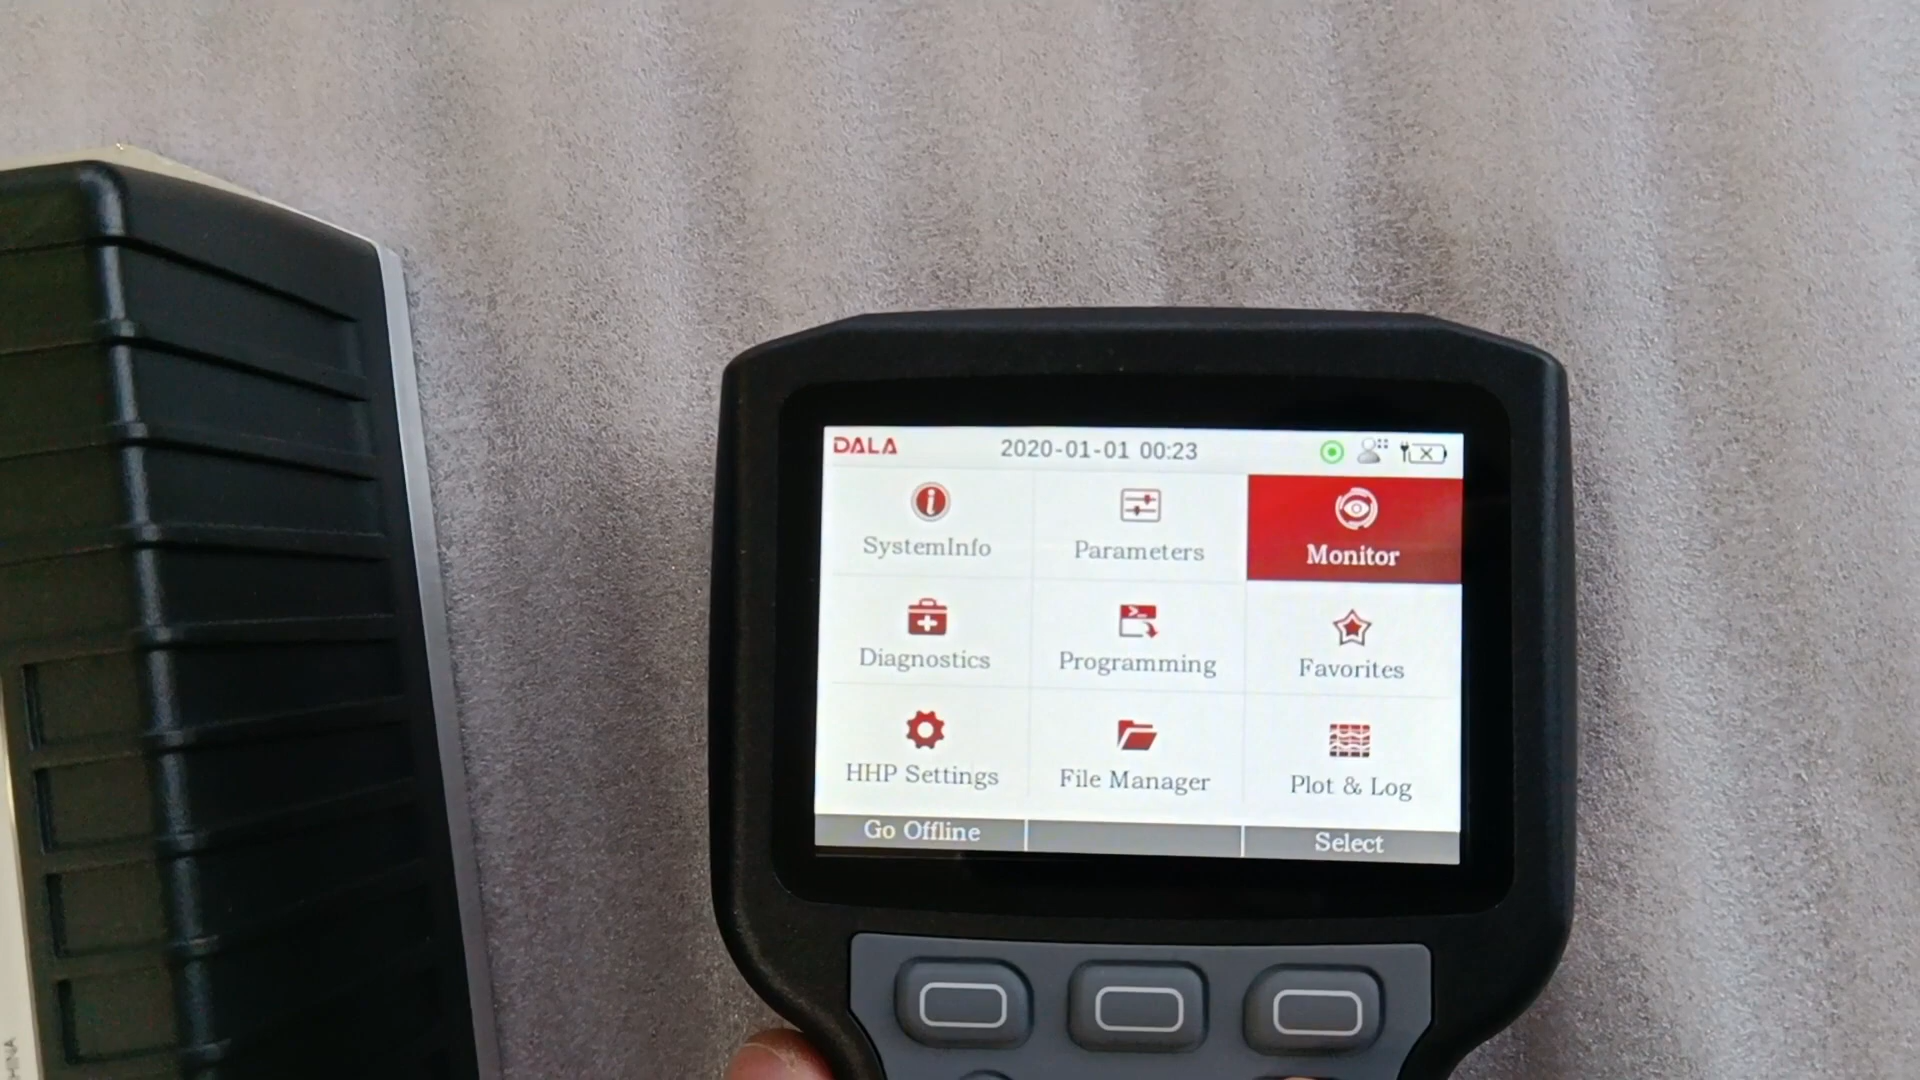 DALA 2020-01-01 00:23
SystemInfo Parameters Monitor
Diagnostics Programming Favorites
HHP Settings File Manager Plot & Log
Go Offline Select